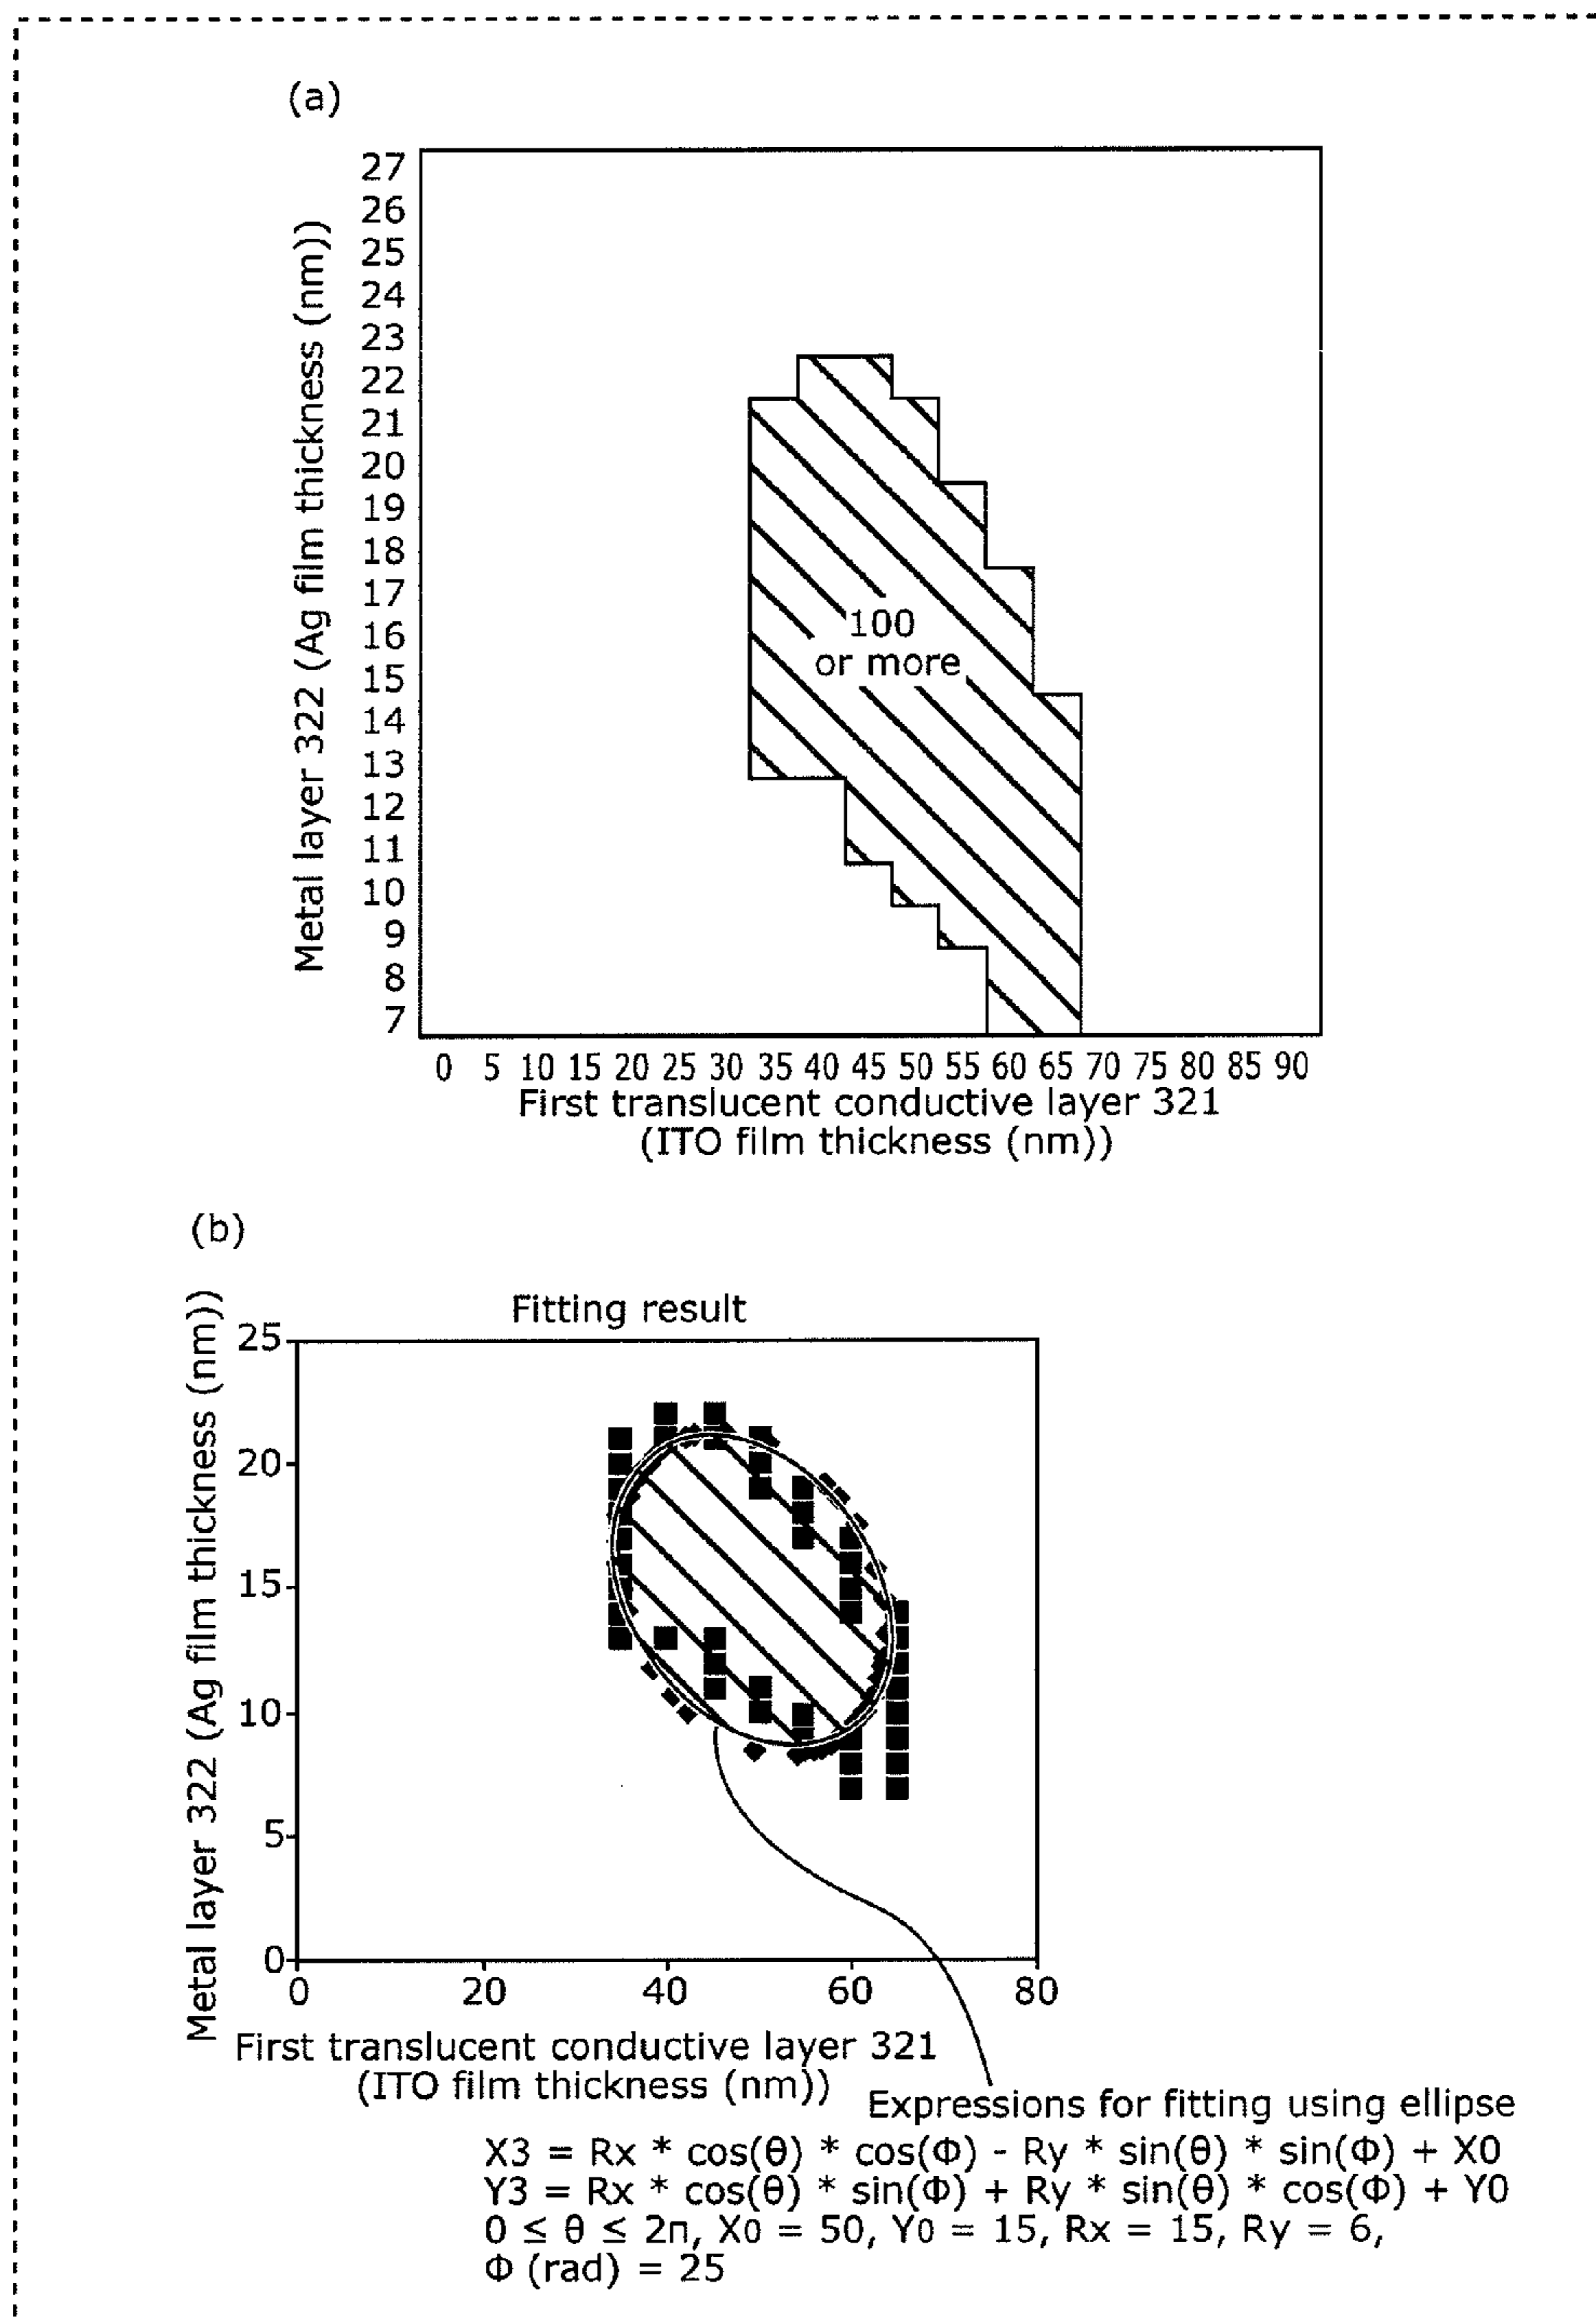 (a)
Metal layer 322 (Ag film thickness (nm))
27
26
25
24
23
22
21
20
19
18
17
16
15
14
13
12
11
10
9
8
7
100
or more
0 5 10 15 20 25 30 35 40 45 50 55 60 65 70 75 80 85 90
First translucent conductive layer 321
(ITO film thickness (nm))
(b)
Fitting result
Metal layer 322 (Ag film thickness (nm))
25
20
15
10
5
0
0 20 40 60 80
First translucent conductive layer 321
(ITO film thickness (nm))
Expressions for fitting using ellipse
X3 = Rx * cos(θ) * cos(Φ) - Ry * sin(θ) * sin(Φ) + X0
Y3 = Rx * cos(θ) * sin(Φ) + Ry * sin(θ) * cos(Φ) + Y0
0 ≤ θ ≤ 2π, X0 = 50, Y0 = 15, Rx = 15, Ry = 6,
Φ (rad) = 25